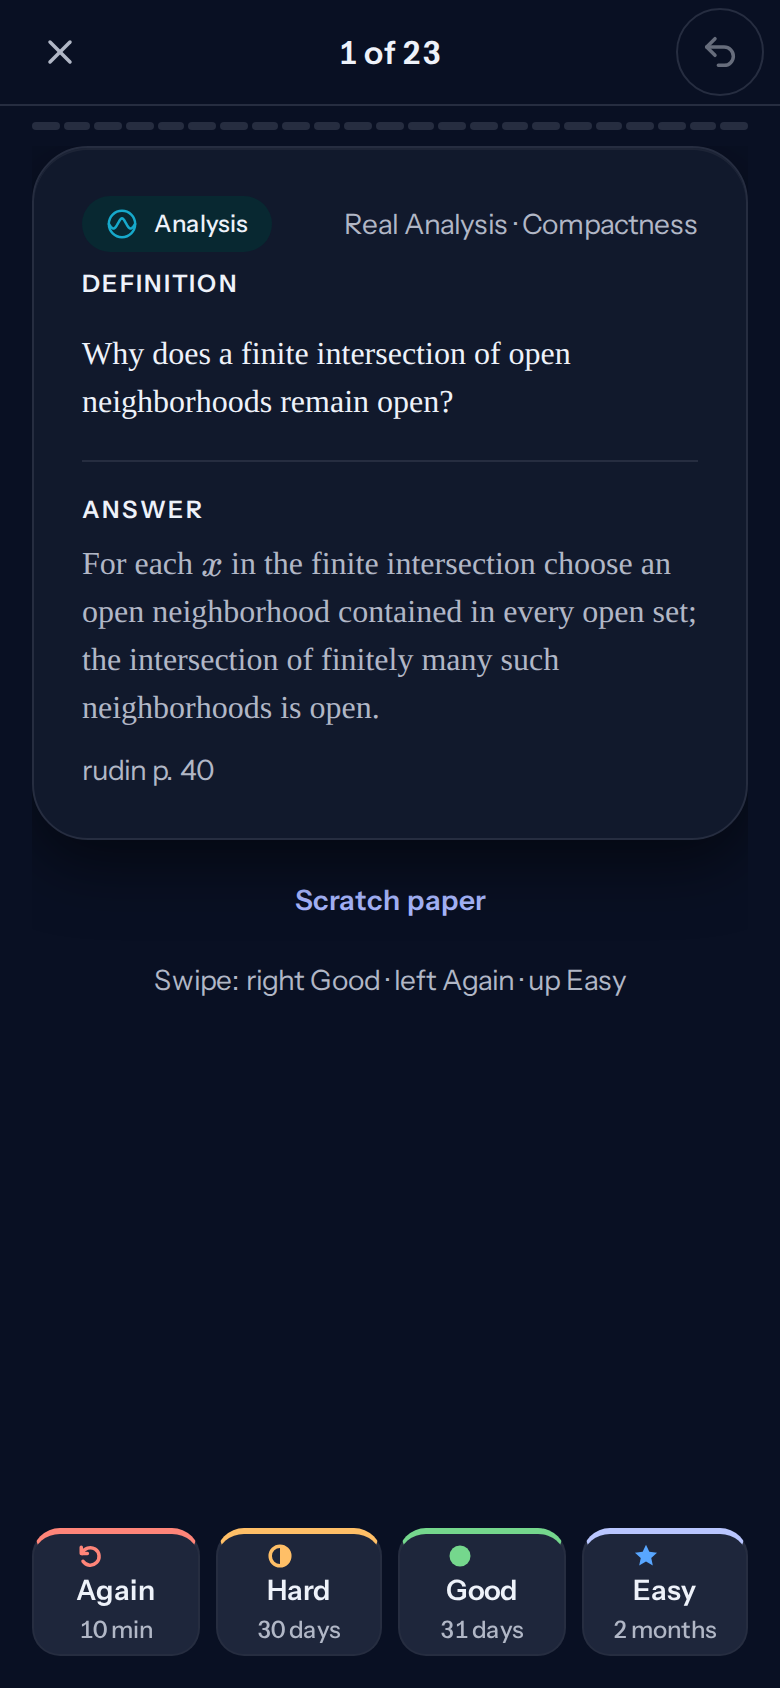 1 of 23
Analysis
Real Analysis · Compactness
DEFINITION
Why does a finite intersection of open
neighborhoods remain open?
ANSWER
For each x in the finite intersection choose an
open neighborhood contained in every open set;
the intersection of finitely many such
neighborhoods is open.
rudin p. 40
Scratch paper
Swipe: right Good · left Again · up Easy
Again
10 min
Hard
30 days
Good
31 days
Easy
2 months